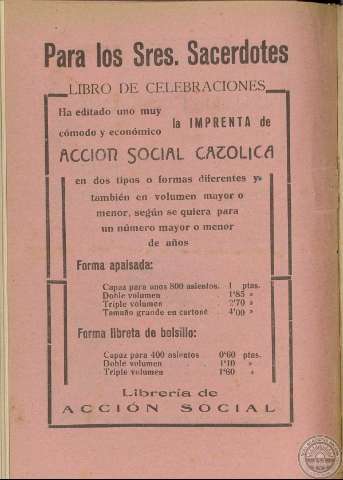 Para los Sres. Sacerdotes
LIBRO DE CELEBRACIONES
Ha editado uno muy
cómodo y económico
la IMPRENTA de
ACCION SOCIAL CATOLICA
en dos tipos o formas diferentes y
también en volumen mayor o
menor, según se quiera para
un número mayor o menor
de años
Forma apaisada:
Capaz para unos 800 asientos. 1 ptas.
Doble volumen 1'85 »
Triple volumen 2'70 »
Tamaño grande en cartoné . 4'00 »
Forma libreta de bolsillo:
Capaz para 400 asientos 0'60 ptas.
Doble volumen . . 1'10 »
Triple volumen . . 1'60 »
Librería de
ACCIÓN SOCIAL